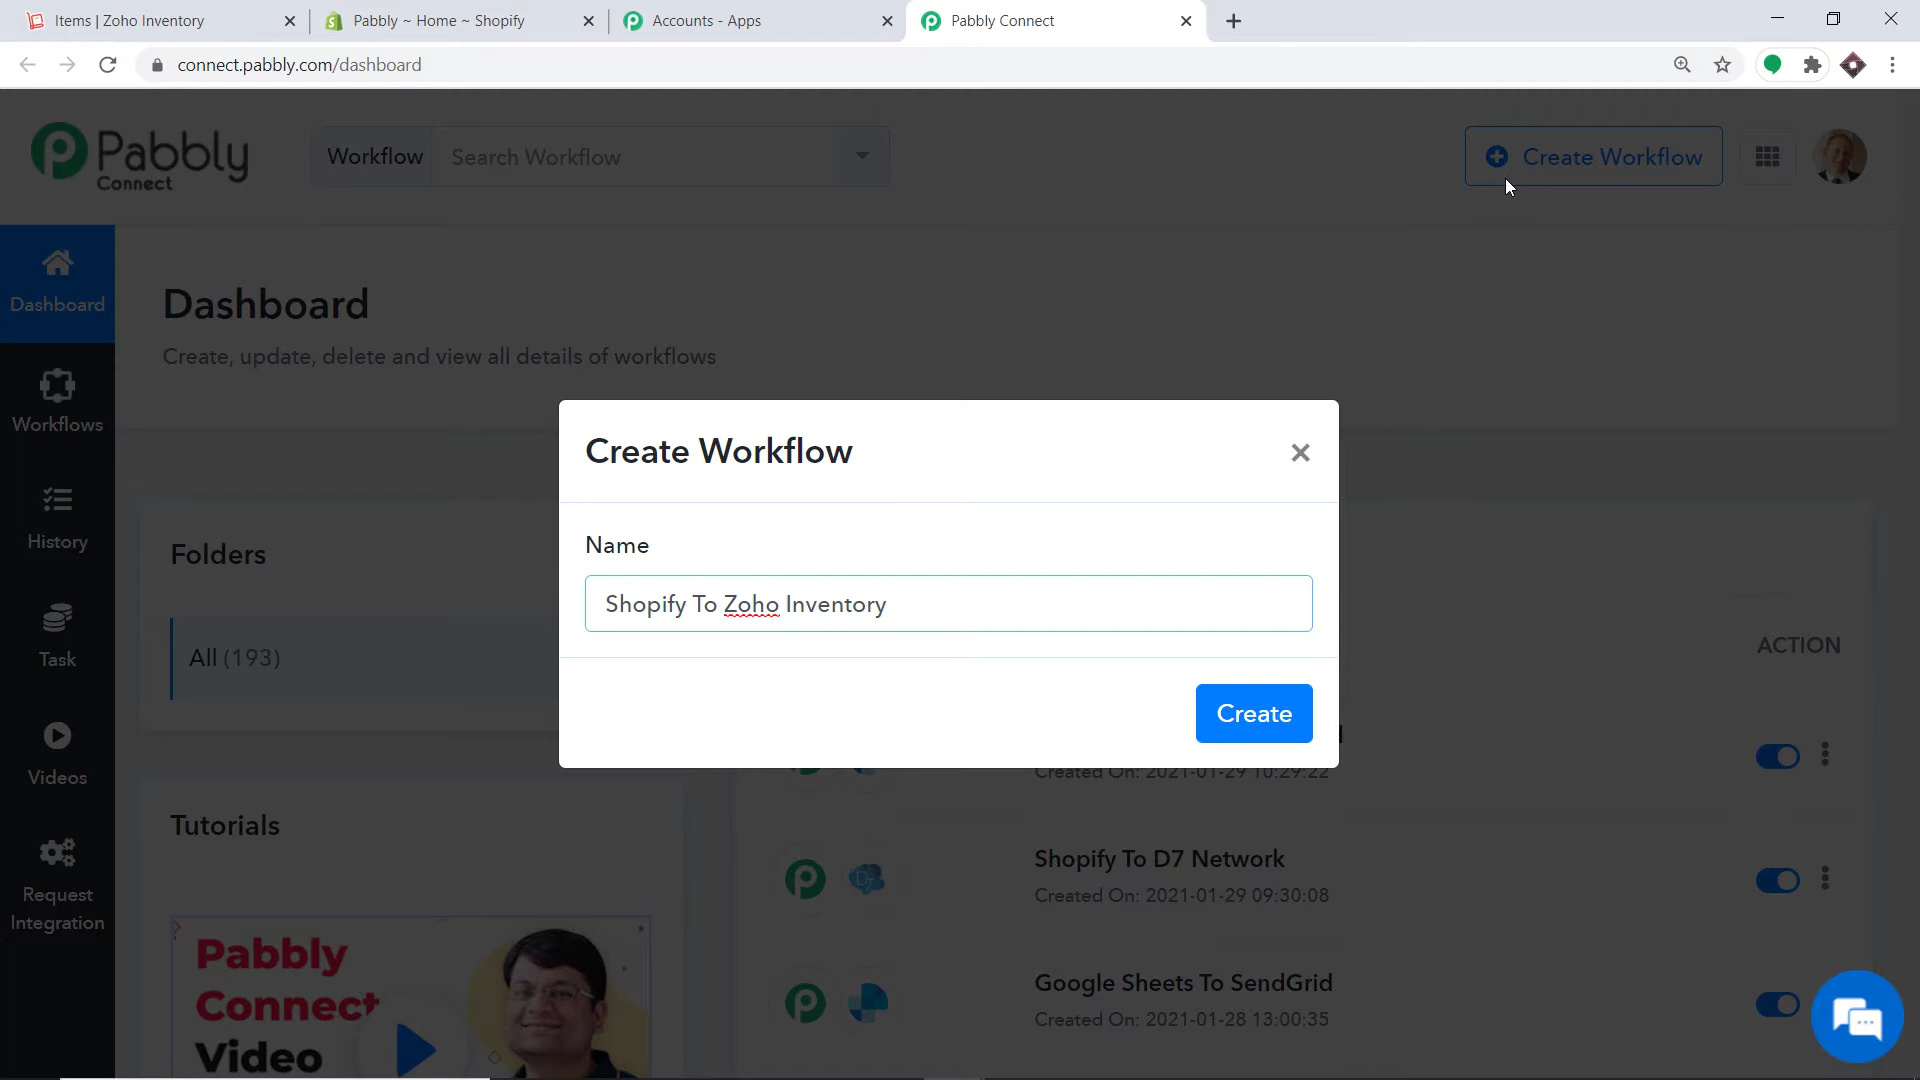 Items | Zoho Inventory
Pabbly ~ Home ~ Shopify
Accounts - Apps
Pabbly Connect
connect.pabbly.com/dashboard
Pabbly
Connect
Workflow
Search Workflow
Create Workflow
Dashboard
Workflows
History
Task
Videos
Request
Integration
Dashboard
Create, update, delete and view all details of workflows
Folders
All (193)
Tutorials
Pabbly
Connect
Video
Create Workflow
Name
Shopify To Zoho Inventory
Create
ACTION
Created On: 2021-01-29 10:29:22
Shopify To D7 Network
Created On: 2021-01-29 09:30:08
D7
Google Sheets To SendGrid
Created On: 2021-01-28 13:00:35